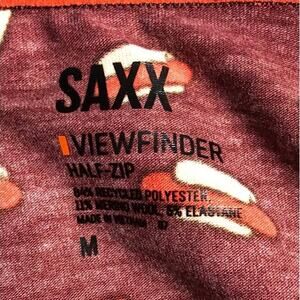 SAXX
VIEWFINDER
HALF-ZIP
84% RECYCLED POLYESTER,
11% MERINO WOOL, 5% ELASTANE
MADE IN VIETNAM
M